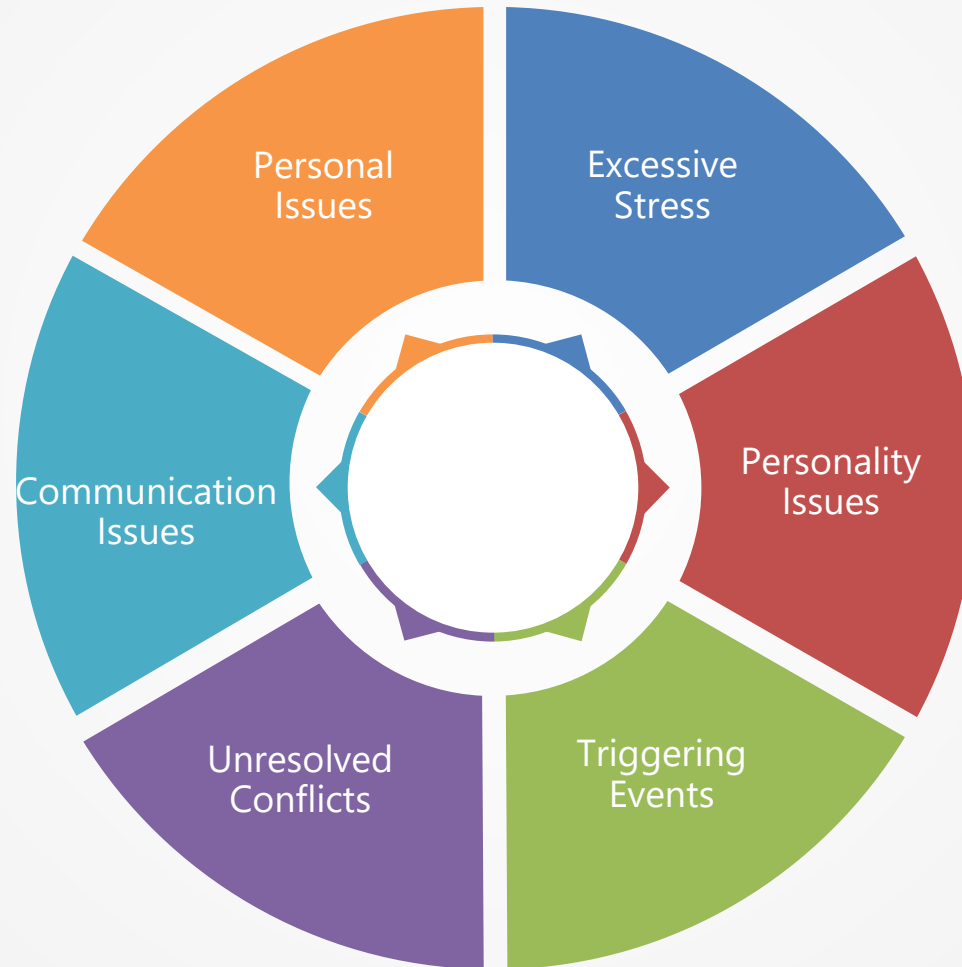 Personal
Issues
Excessive
Stress
Personality
Issues
Triggering
Events
Unresolved
Conflicts
Communication
Issues